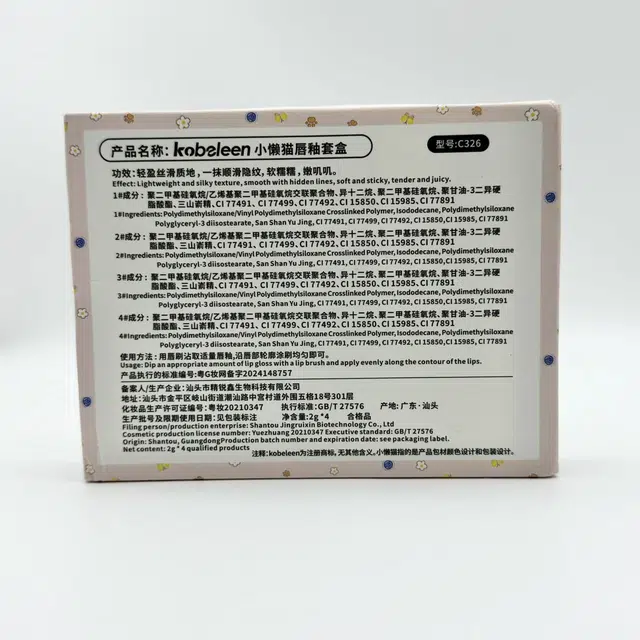 产品名称：kobeleen 小懒猫唇釉套盒
型号:C326
功效：轻盈丝滑质地，一抹顺滑隐纹，软糯糯，嫩叽叽。
Effect: Lightweight and silky texture, smooth with hidden lines, soft and sticky, tender and juicy.
1#成分：聚二甲基硅氧烷/乙烯基聚二甲基硅氧烷交联聚合物、异十二烷、聚二甲基硅氧烷、聚甘油-3二异硬
脂酸酯、三山嵛精、CI 77491、CI 77499、CI 77492、CI 15850、CI 15985、CI 77891
1#Ingredients: Polydimethylsiloxane/Vinyl Polydimethylsiloxane Crosslinked Polymer, Isododecane, Polydimethylsiloxane
Polyglyceryl-3 diisostearate, San Shan Yu Jing, CI 77491, CI 77499, CI 77492, CI 15850, CI 15985, CI 77891
2#成分：聚二甲基硅氧烷/乙烯基聚二甲基硅氧烷交联聚合物、异十二烷、聚二甲基硅氧烷、聚甘油-3二异硬
脂酸酯、三山嵛精、CI 77491、CI 77499、CI 77492、CI 15850、CI 15985、CI 77891
2#Ingredients: Polydimethylsiloxane/Vinyl Polydimethylsiloxane Crosslinked Polymer, Isododecane, Polydimethylsiloxane
Polyglyceryl-3 diisostearate, San Shan Yu Jing, CI 77491, CI 77499, CI 77492, CI 15850, CI 15985, CI 77891
3#成分：聚二甲基硅氧烷/乙烯基聚二甲基硅氧烷交联聚合物、异十二烷、聚二甲基硅氧烷、聚甘油-3二异硬
脂酸酯、三山嵛精、CI 77491、CI 77499、CI 77492、CI 15850、CI 15985、CI 77891
3#Ingredients: Polydimethylsiloxane/Vinyl Polydimethylsiloxane Crosslinked Polymer, Isododecane, Polydimethylsiloxane
Polyglyceryl-3 diisostearate, San Shan Yu Jing, CI 77491, CI 77499, CI 77492, CI 15850, CI 15985, CI 77891
4#成分：聚二甲基硅氧烷/乙烯基聚二甲基硅氧烷交联聚合物、异十二烷、聚二甲基硅氧烷、聚甘油-3二异硬
脂酸酯、三山嵛精、CI 77491、CI 77499、CI 77492、CI 15850、CI 15985、CI 77891
4#Ingredients: Polydimethylsiloxane/Vinyl Polydimethylsiloxane Crosslinked Polymer, Isododecane, Polydimethylsiloxane
Polyglyceryl-3 diisostearate, San Shan Yu Jing, CI 77491, CI 77499, CI 77492, CI 15850, CI 15985, CI 77891
使用方法：用唇刷沾取适量唇釉,沿唇部轮廓涂刷均匀即可。
Usage: Dip an appropriate amount of lip gloss with a lip brush and apply evenly along the contour of the lips.
产品执行的标准编号：粤G妆网备字2024148757
备案人/生产企业：汕头市精锐鑫生物科技有限公司
地址：汕头市金平区岐山街道潮汕路中宫村道外围五格18号301层
化妆品生产许可证编号：粤妆20210347 执行标准:GB/T 27576 产地：广东·汕头
生产批号及限期使用日期：见包装标注 净含量:2g*4 合格品
Filing person/production enterprise: Shantou Jingruixin Biotechnology Co., Ltd
Cosmetic production license number: Yuezhuang 20210347 Executive standard: GB/T 27576
Origin: Shantou, GuangdongProduction batch number and expiration date: see packaging label.
Net content: 2g * 4 qualified products
注释：kobeleen为注册商标，无其他含义。小懒猫指的是产品包材颜色设计和包装设计。